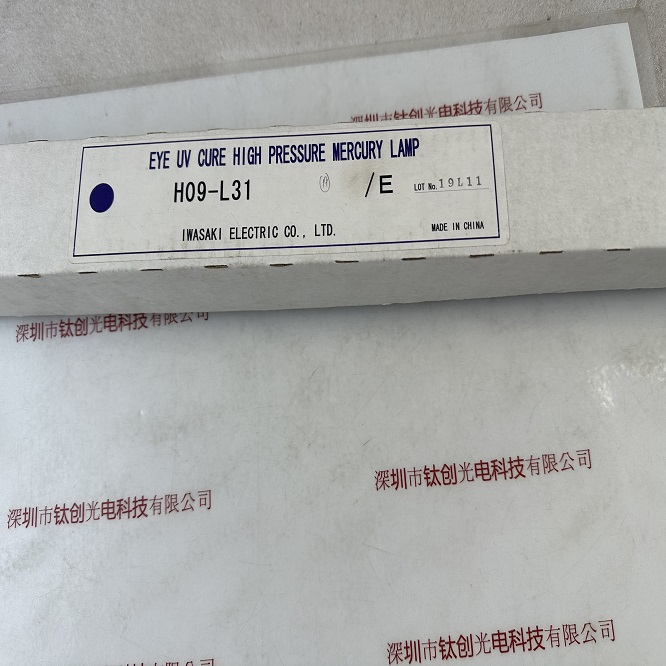 深圳市钛创光电科技有限公司
EYE UV CURE HIGH PRESSURE MERCURY LAMP
H09-L31 /E LOT No. 19L11
IWASAKI ELECTRIC CO., LTD. MADE IN CHINA
深圳市钛创光电科技有限公司
深圳市钛创光电科技有限公司
深圳市钛创光电科技有限公司
深圳市钛创光电科技有限公司